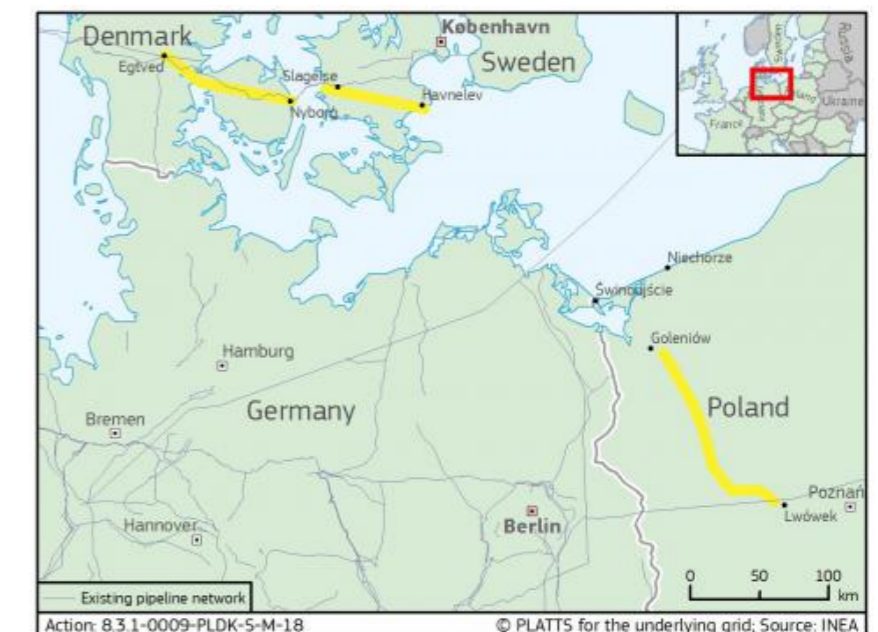 Denmark
København
Sweden
Egtved
Slagelse
Havnelev
Nyborg
Sweden
Russia
Ukraine
France
Niechorze
Świnoujście
Goleniów
Hamburg
Germany
Poland
Bremen
Poznań
Lwówek
Hannover
Berlin
0 50 100
km
Existing pipeline network
Action: 8.3.1-0009-PLDK-S-M-18
© PLATTS for the underlying grid; Source: INEA